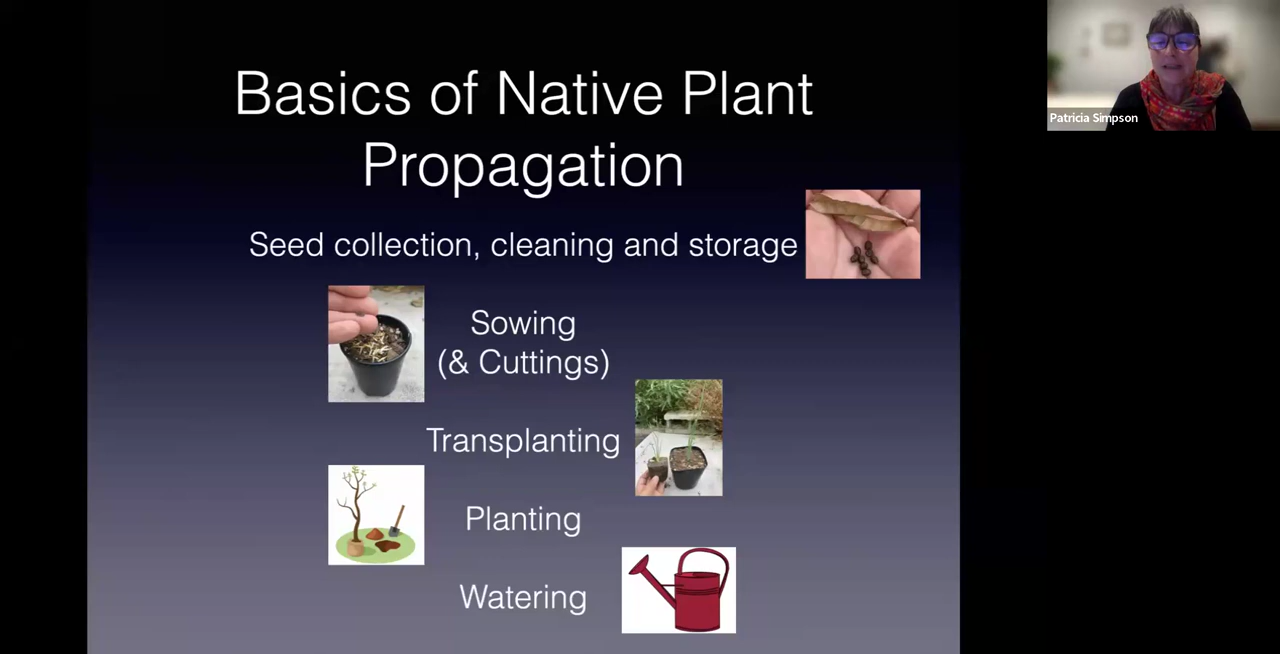 Basics of Native Plant
Propagation
Seed collection, cleaning and storage
Sowing
(& Cuttings)
Transplanting
Planting
Watering
Patricia Simpson